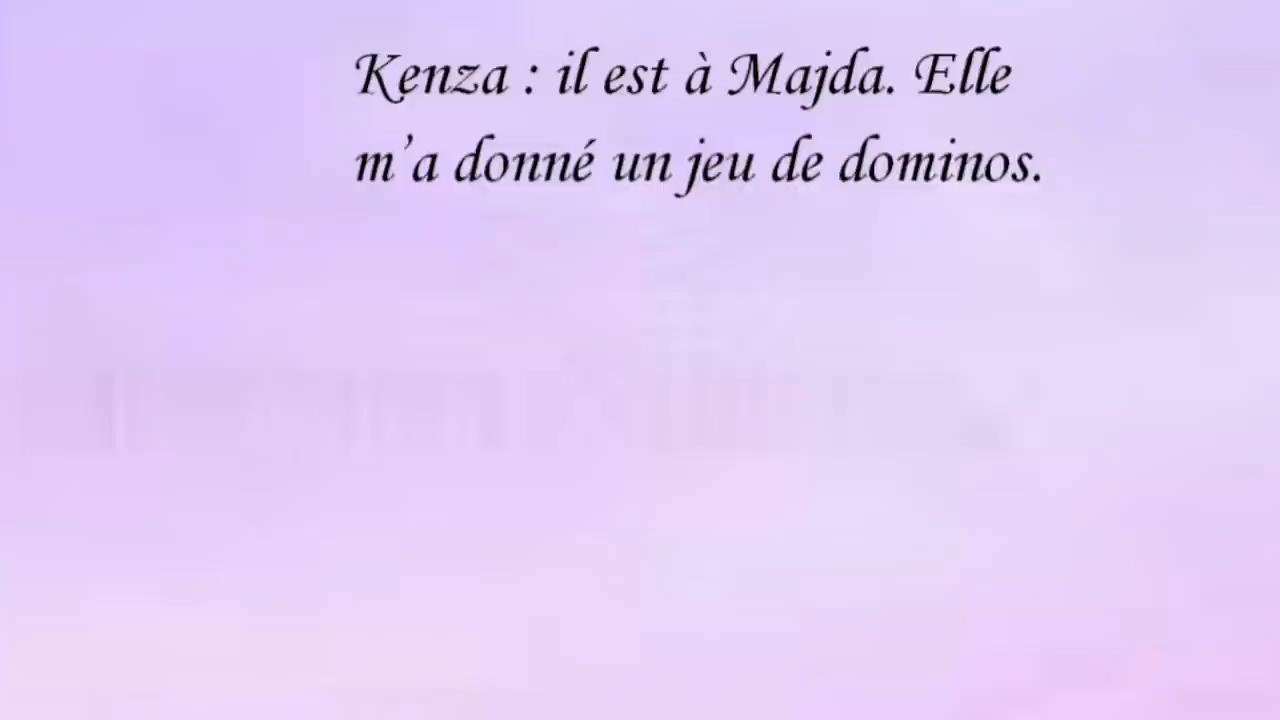 Kenza : il est à Majda. Elle
m’a donné un jeu de dominos.